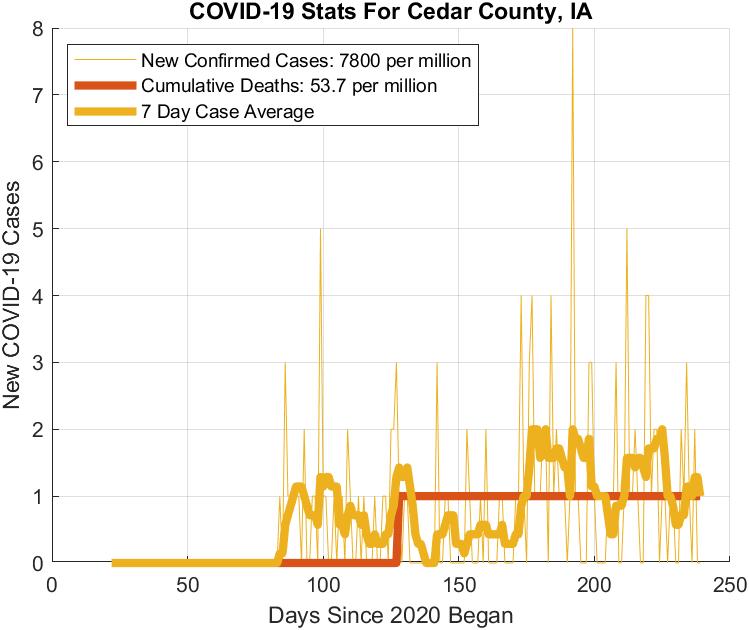 COVID-19 Stats For Cedar County, IA
New Confirmed Cases: 7800 per million
Cumulative Deaths: 53.7 per million
7 Day Case Average
New COVID-19 Cases
8
7
6
5
4
3
2
1
0
0 50 100 150 200 250
Days Since 2020 Began